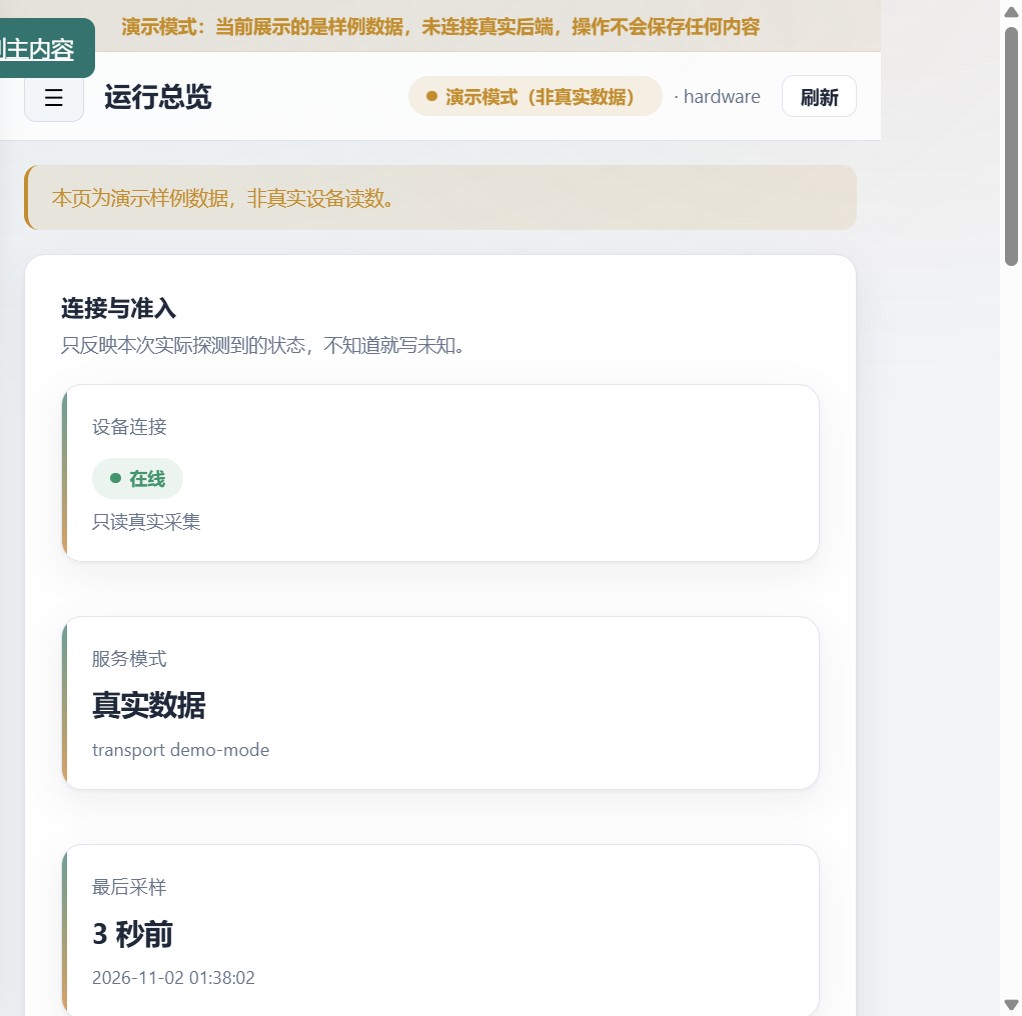 演示模式：当前展示的是样例数据，未连接真实后端，操作不会保存任何内容
到主内容
运行总览
演示模式（非真实数据）
· hardware
刷新
本页为演示样例数据，非真实设备读数。
连接与准入
只反映本次实际探测到的状态，不知道就写未知。
设备连接
在线
只读真实采集
服务模式
真实数据
transport demo-mode
最后采样
3 秒前
2026-11-02 01:38:02